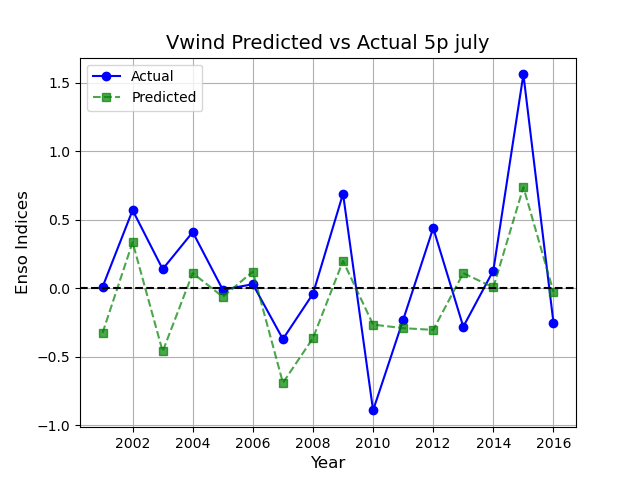 Vwind Predicted vs Actual 5p july
Actual
Predicted
Enso Indices
1.5
1.0
0.5
0.0
−0.5
−1.0
2002 2004 2006 2008 2010 2012 2014 2016
Year